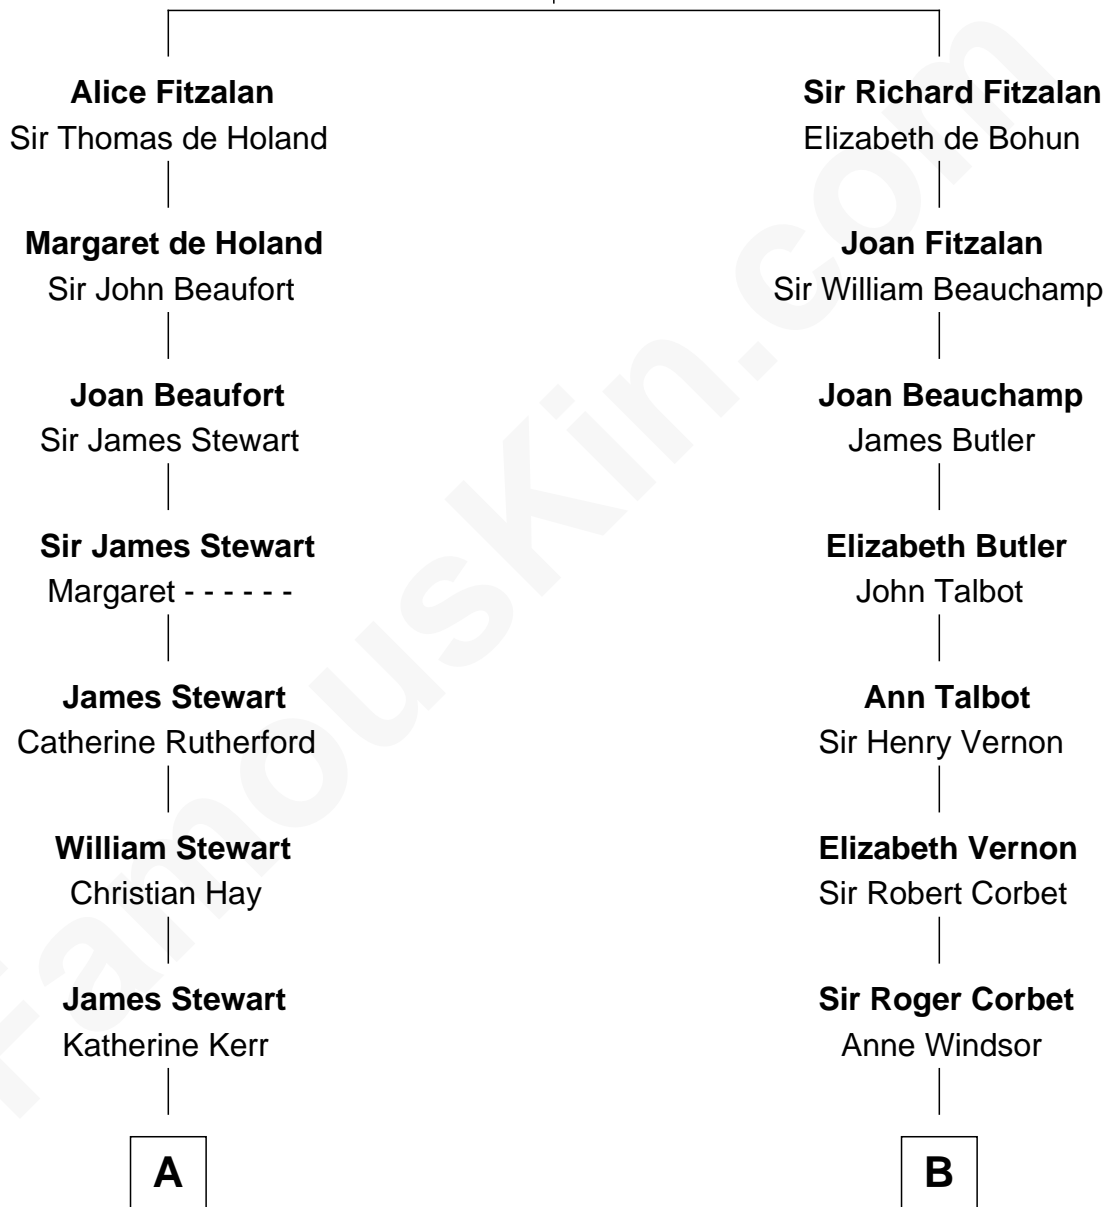 Alice Fitzalan
Sir Thomas de Holand
Sir Richard Fitzalan
Elizabeth de Bohun
Margaret de Holand
Sir John Beaufort
Joan Fitzalan
Sir William Beauchamp
Joan Beaufort
Sir James Stewart
Joan Beauchamp
James Butler
Sir James Stewart
Margaret - - - - - -
Elizabeth Butler
John Talbot
James Stewart
Catherine Rutherford
Ann Talbot
Sir Henry Vernon
William Stewart
Christian Hay
Elizabeth Vernon
Sir Robert Corbet
James Stewart
Katherine Kerr
Sir Roger Corbet
Anne Windsor
A
B
FamousKin.com